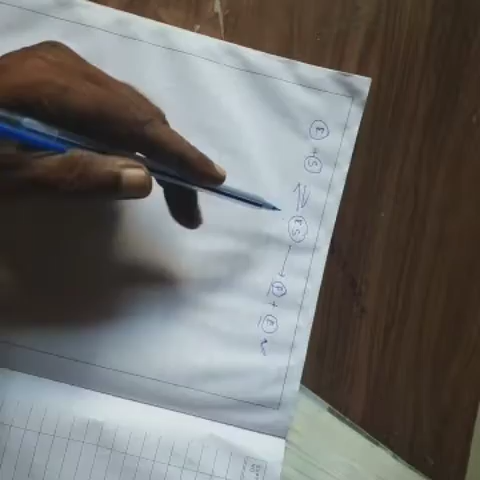 E + S ⇌ ES → P + E